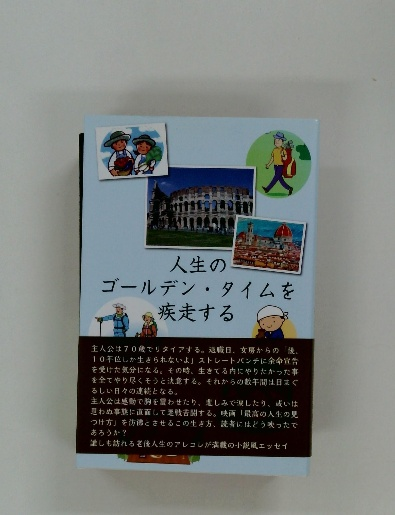 人生の
ゴールデン・タイムを
疾走する
主人公は70歳でリタイアする。退職日、女房からの「後、
10年位しか生きられないよ」ストレートパンチに余命宣告
を受けた気分になる。その時、生きてる内にやりたかった事
を全てやり尽くそうと決意する。それからの数年間は目まぐ
るしい日々の連続となる。
主人公は感動で胸を震わせたり、悲しみで涙したり、或いは
思わぬ事態に直面して悪戦苦闘する。映画「最高の人生の見
つけ方」を彷彿とさせるこの生き方、読者にはどう映ったで
あろうか?
誰しも訪れる老後人生のアレコレが満載の小説風エッセイ